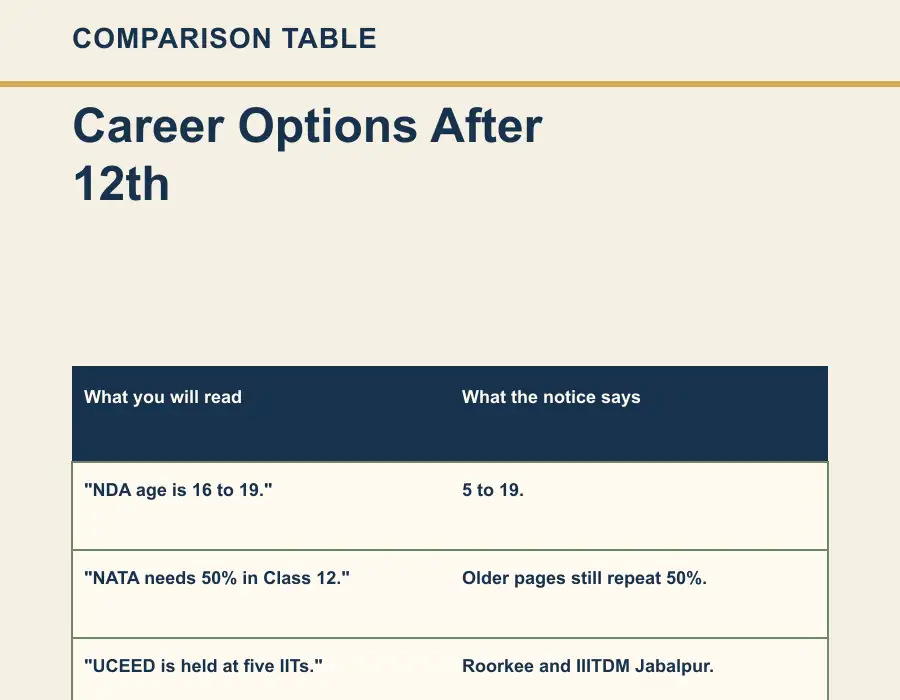 COMPARISON TABLE
Career Options After
12th
What you will read
What the notice says
"NDA age is 16 to 19."
5 to 19.
"NATA needs 50% in Class 12."
Older pages still repeat 50%.
"UCEED is held at five IITs."
Roorkee and IIITDM Jabalpur.